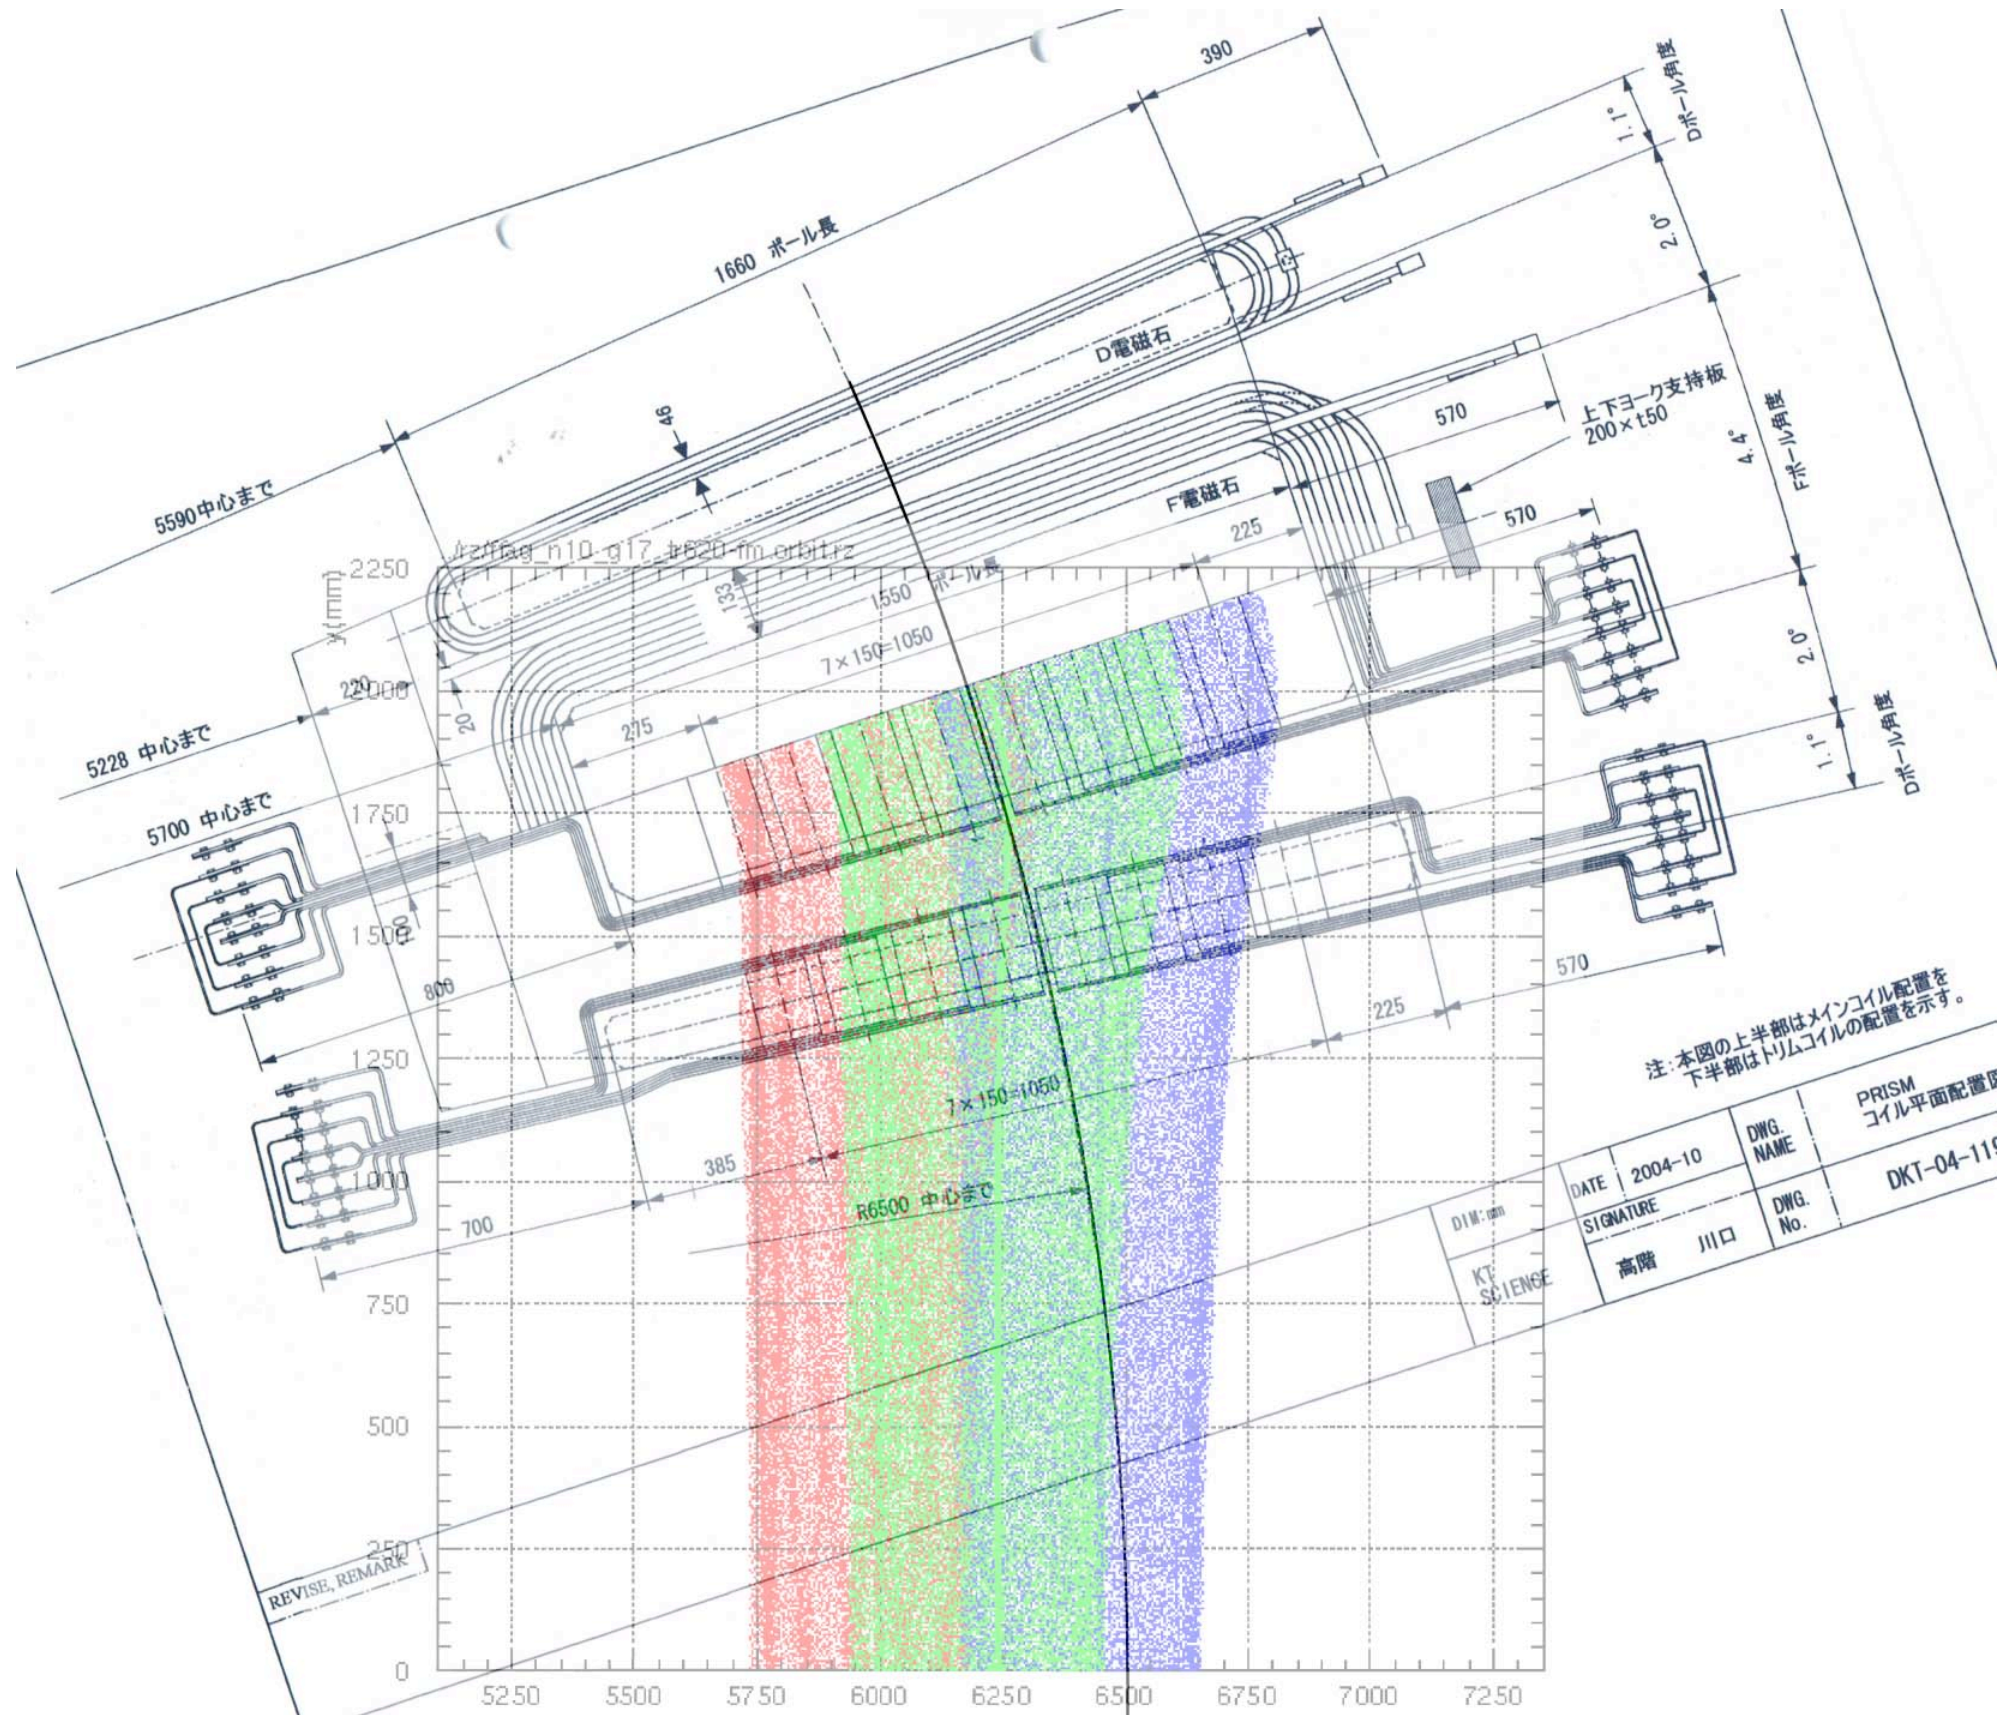 390
1660 ポール長
Dポール角度
1.1°
2.0°
D電磁石
46
570
上下ヨーク支持板
200×t50
4.4°
Fポール角度
5590中心まで
F電磁石
225
570
./rz/ffag_n10_g17_tr620-fm.orbit.rz
2250
y(mm)
133
1550 ポール長
7×150=1050
2.0°
2000
20
275
5228 中心まで
1.1°
Dポール角度
5700 中心まで
1750
1500
800
570
225
1250
注:本図の上半部はメインコイル配置を
下半部はトリムコイルの配置を示す。
7×150=1050
385
1000
R6500 中心まで
700
DIM:mm
DATE
2004-10
DWG.
NAME
PRISM
コイル平面配置図
SIGNATURE
DWG.
No.
DKT-04-119
KT
SCIENCE
高階 川口
750
500
250
REVISE, REMARK
0
5250 5500 5750 6000 6250 6500 6750 7000 7250